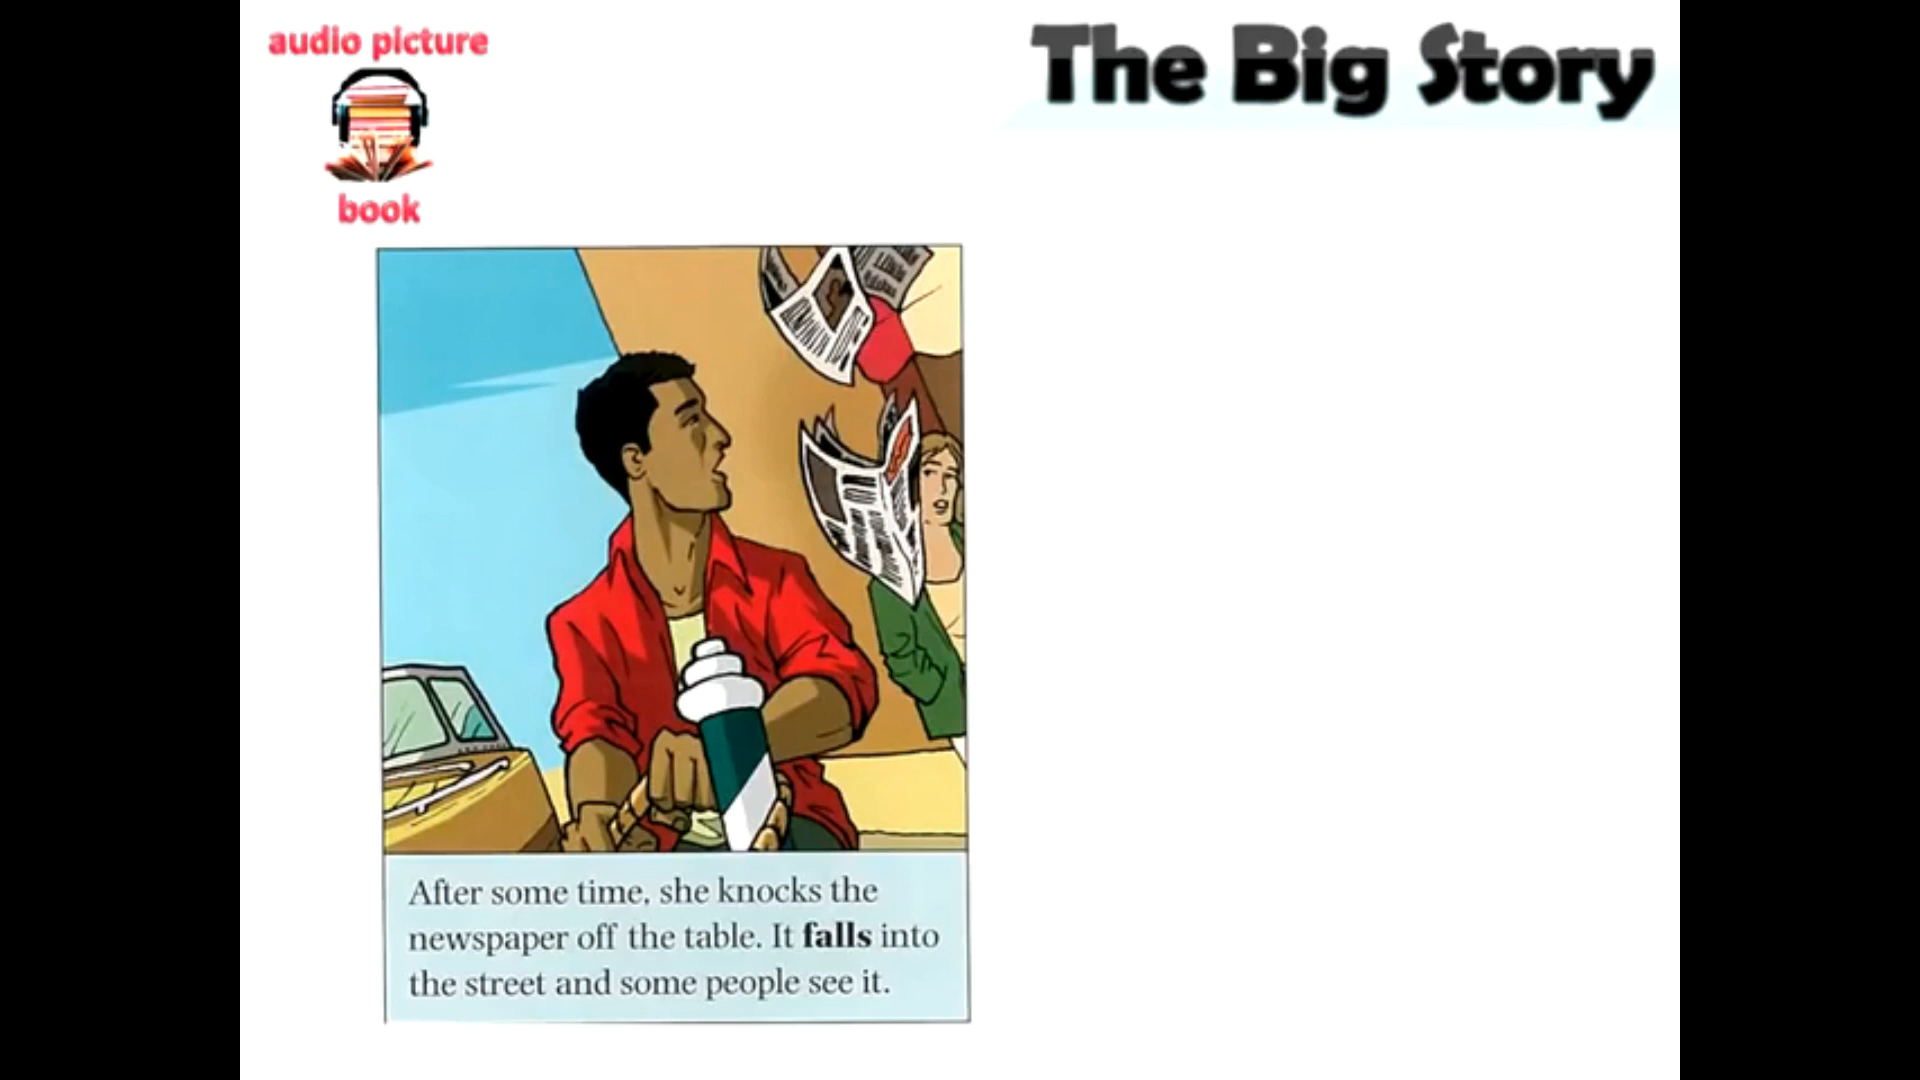 audio picture
book
The Big Story
After some time, she knocks the
newspaper off the table. It falls into
the street and some people see it.